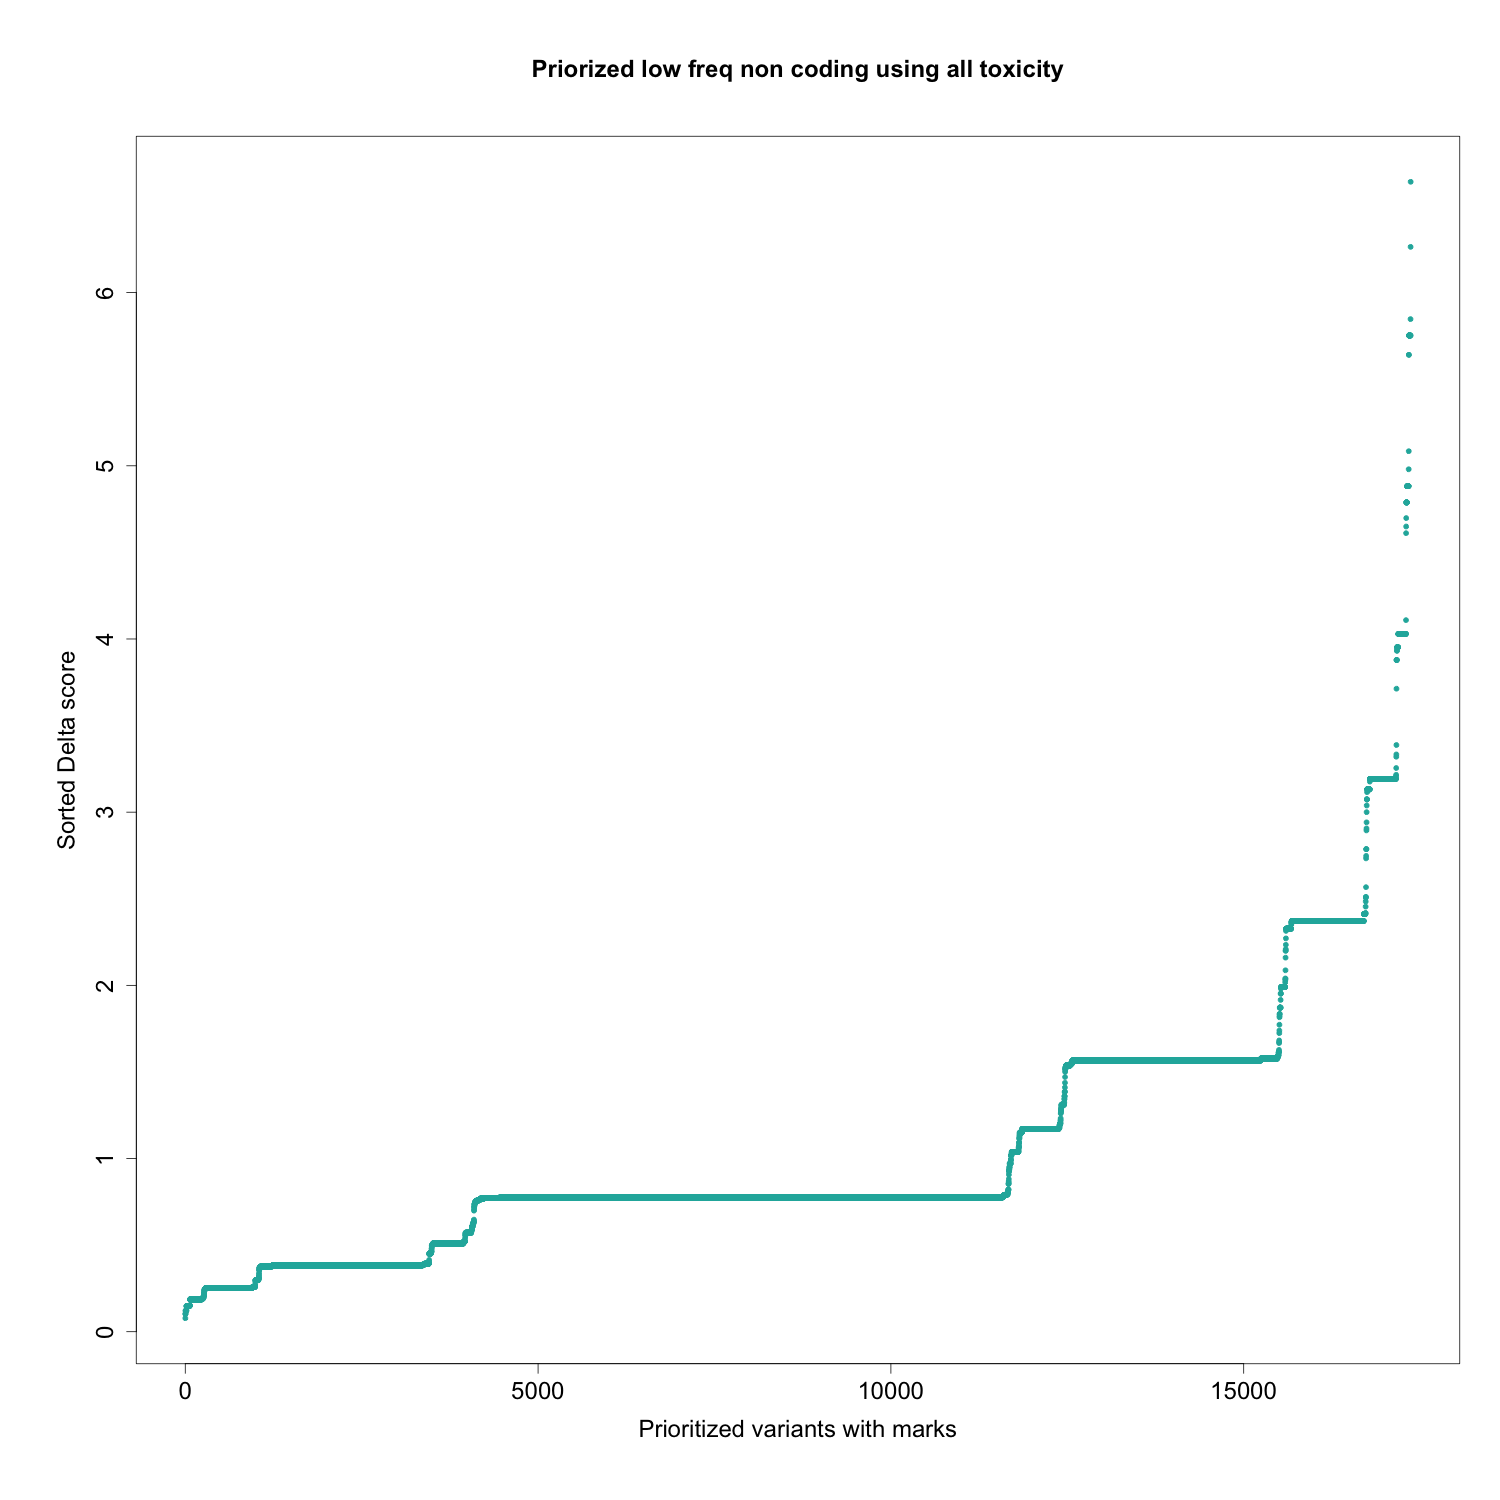 Priorized low freq non coding using all toxicity
6
5
4
3
2
1
0
Sorted Delta score
0 5000 10000 15000
Prioritized variants with marks